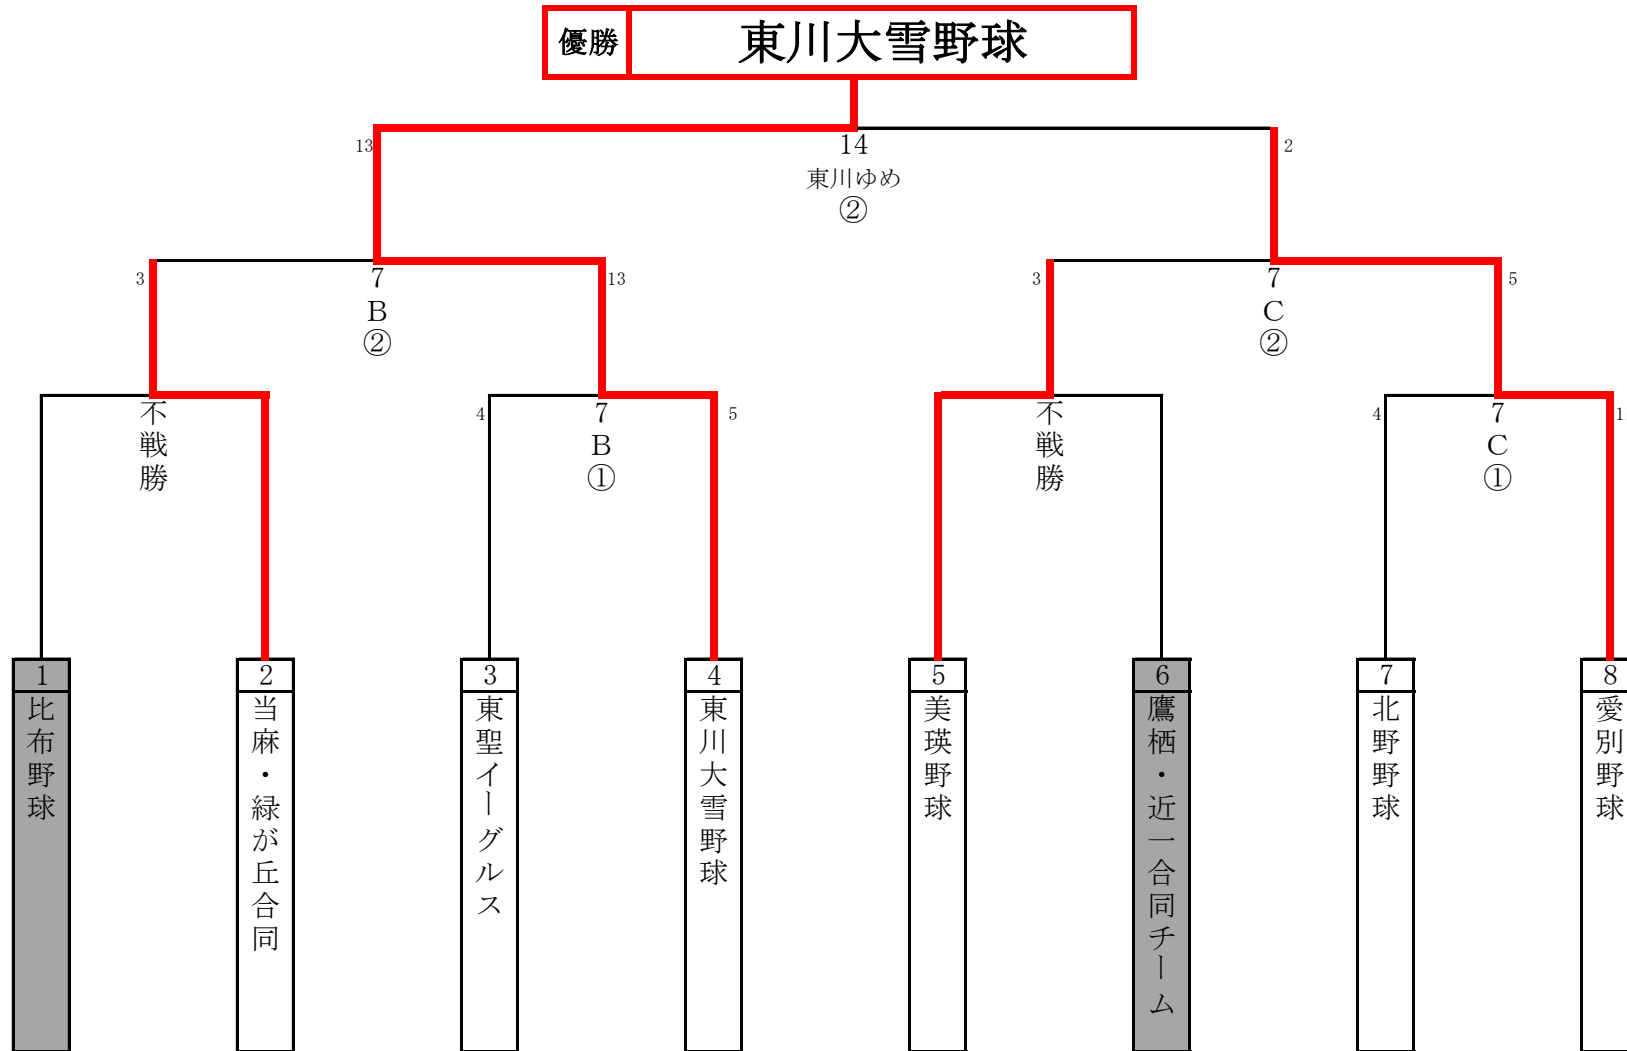 優勝 東川大雪野球
13 14 2
東川ゆめ
②
3 7 13 3 7 5
B C
② ②
不戦勝
4 7 5
B
①
不戦勝
4 7 1
C
①
1 2 3 4 5 6 7 8
比布野球
当麻・緑が丘合同
東聖イーグルス
東川大雪野球
美瑛野球
鷹栖・近一合同チーム
北野野球
愛別野球